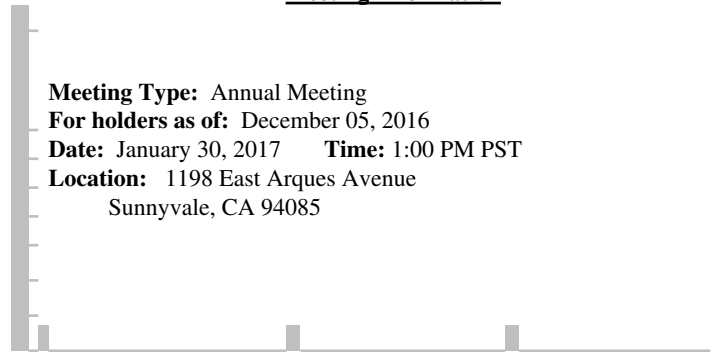 Meeting Type: Annual Meeting
For holders as of: December 05, 2016
Date: January 30, 2017 Time: 1:00 PM PST
Location: 1198 East Arques Avenue
Sunnyvale, CA 94085